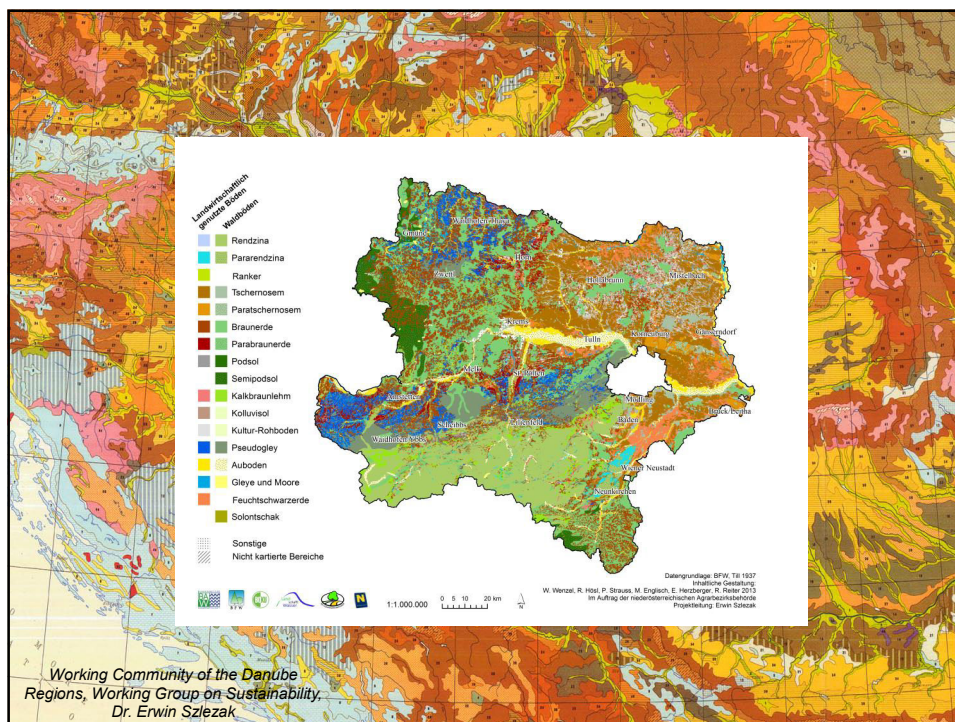 Landwirtschaftlich
genutzte Böden
Waldböden
Rendzina
Pararendzina
Ranker
Tschernosem
Paratschernosem
Braunerde
Parabraunerde
Podsol
Semipodsol
Kalkbraunlehm
Kolluvisol
Kultur-Rohboden
Pseudogley
Auboden
Gleye und Moore
Feuchtschwarzerde
Solontschak
Sonstige
Nicht kartierte Bereiche
Waidhofen/Thaya
Gmünd
Horn
Zwettl
Hollabrunn
Mistelbach
Krems
Korneuburg
Gänserndorf
Tulln
Melk
St. Pölten
Amstetten
Mödling
Bruck/Leitha
Scheibbs
Lilienfeld
Baden
Waidhofen/Ybbs
Wiener Neustadt
Neunkirchen
BFW
1:1.000.000
0 5 10 20 km
N
Datengrundlage: BFW, Till 1937
Inhaltliche Gestaltung:
W. Wenzel, R. Hösl, P. Strauss, M. Englisch, E. Herzberger, R. Reiter 2013
Im Auftrag der niederösterreichischen Agrarbezirksbehörde
Projektleitung: Erwin Szlezak
Working Community of the Danube
Regions, Working Group on Sustainability,
Dr. Erwin Szlezak